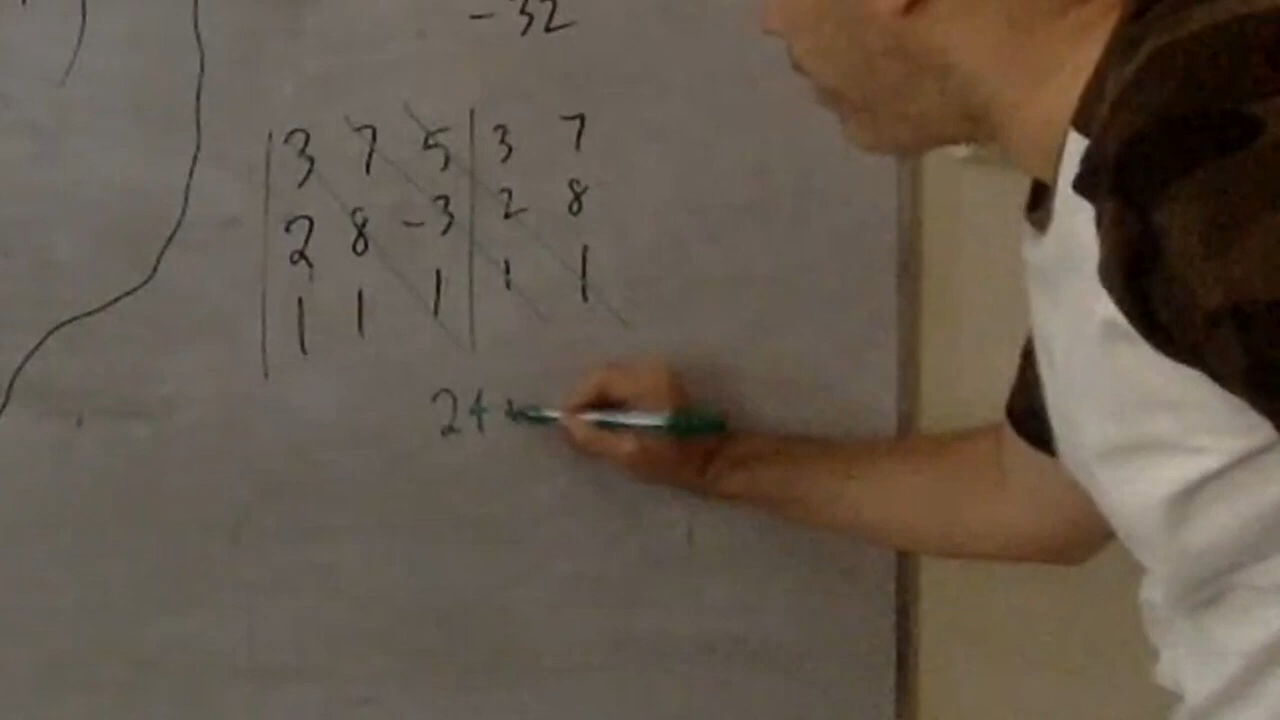 -32
3 7 5 3 7
2 8 -3 2 8
1 1 1 1 1
24